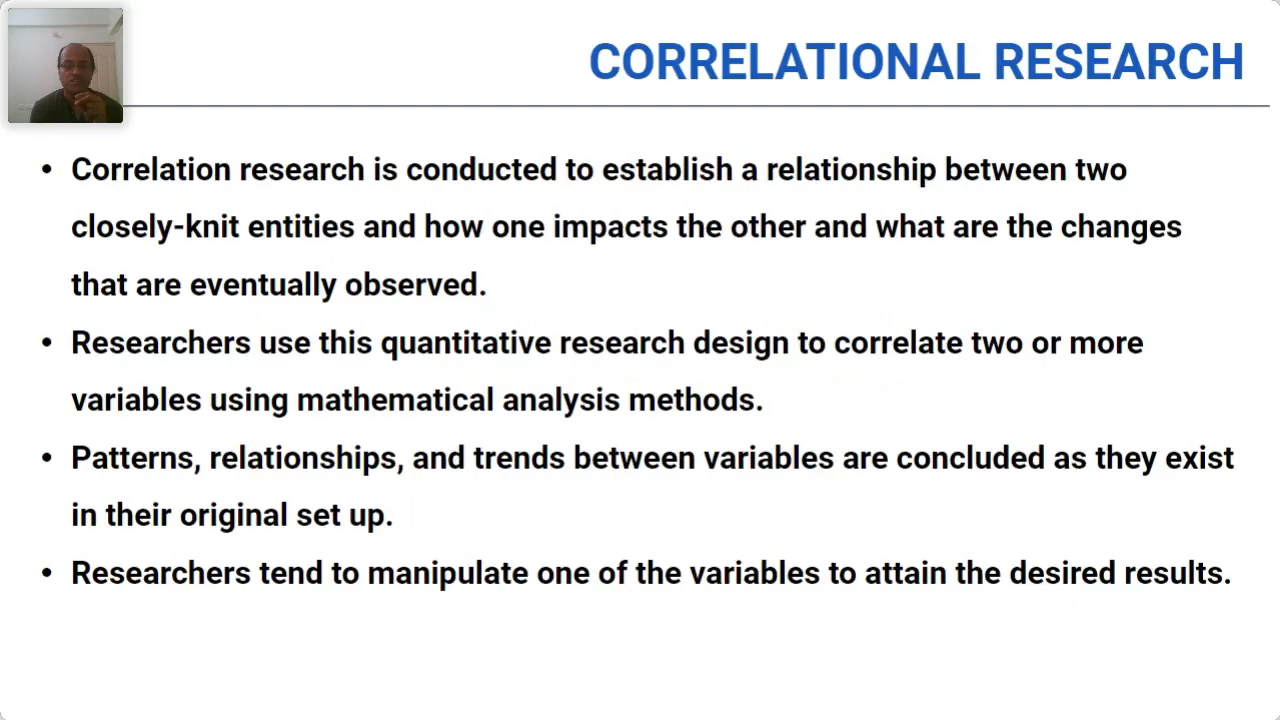 CORRELATIONAL RESEARCH
• Correlation research is conducted to establish a relationship between two
closely-knit entities and how one impacts the other and what are the changes
that are eventually observed.
• Researchers use this quantitative research design to correlate two or more
variables using mathematical analysis methods.
• Patterns, relationships, and trends between variables are concluded as they exist
in their original set up.
• Researchers tend to manipulate one of the variables to attain the desired results.